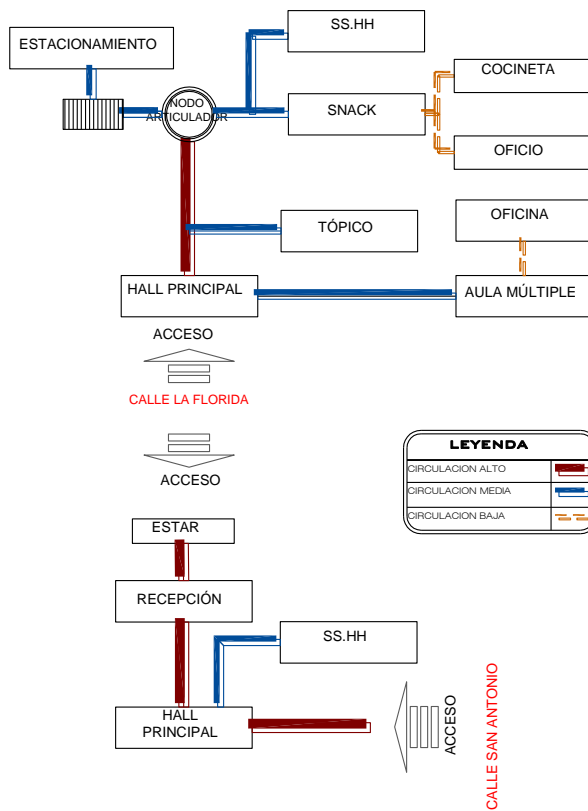 SS.HH
ESTACIONAMIENTO
COCINETA
NODO
ARTICULADOR
SNACK
OFICIO
OFICINA
TÓPICO
HALL PRINCIPAL
AULA MÚLTIPLE
ACCESO
CALLE LA FLORIDA
ACCESO
LEYENDA
CIRCULACION ALTO
CIRCULACION MEDIA
CIRCULACION BAJA
ESTAR
RECEPCIÓN
SS.HH
HALL
PRINCIPAL
ACCESO
CALLE SAN ANTONIO